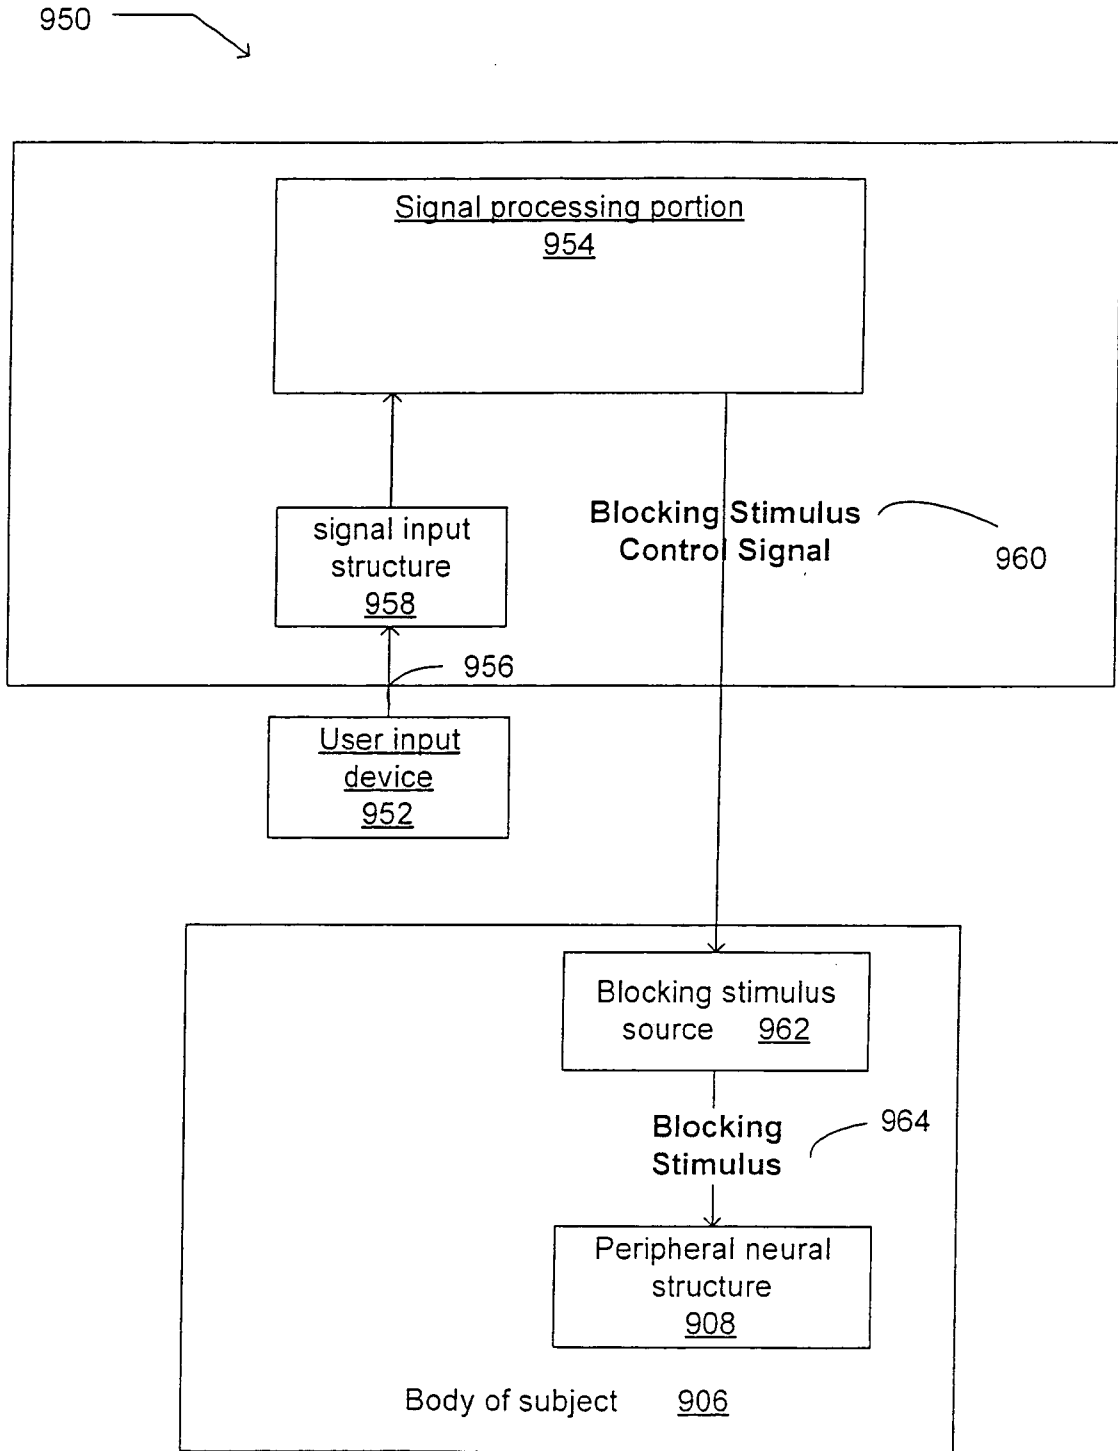 950
Signal processing portion
954
signal input
structure
958
Blocking Stimulus
Control Signal
960
956
User input
device
952
Blocking stimulus
source 962
Blocking
Stimulus
964
Peripheral neural
structure
908
Body of subject 906